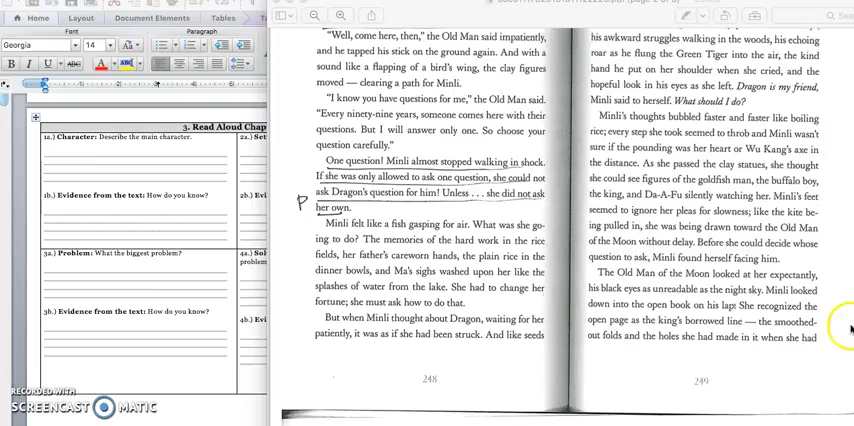 Home Layout Document Elements Tables
Font
Paragraph
Georgia 14 Aa
B I U ABC A ABC
3
3. Read Aloud Chap
1a.) Character: Describe the main character.
2a.) Set
1b.) Evidence from the text: How do you know?
2b.) Evi
3a.) Problem: What the biggest problem?
4a.) Sol
problem
3b.) Evidence from the text: How do you know?
4b.) Evi
RECORDED WITH
SCREENCAST MATIC
"Well, come here, then," the Old Man said impatiently,
and he tapped his stick on the ground again. And with a
sound like a flapping of a bird's wing, the clay figures
moved — clearing a path for Minli.
"I know you have questions for me," the Old Man said.
"Every ninety-nine years, someone comes here with their
questions. But I will answer only one. So choose your
question carefully."
One question! Minli almost stopped walking in shock.
If she was only allowed to ask one question, she could not
ask Dragon's question for him! Unless . . . she did not ask
P her own.
Minli felt like a fish gasping for air. What was she go-
ing to do? The memories of the hard work in the rice
fields, her father's careworn hands, the plain rice in the
dinner bowls, and Ma's sighs washed upon her like the
splashes of water from the lake. She had to change her
fortune; she must ask how to do that.
But when Minli thought about Dragon, waiting for her
patiently, it was as if she had been struck. And like seeds
248
his awkward struggles walking in the woods, his echoing
roar as he flung the Green Tiger into the air, the kind
hand he put on her shoulder when she cried, and the
hopeful look in his eyes as she left. Dragon is my friend,
Minli said to herself. What should I do?
Minli's thoughts bubbled faster and faster like boiling
rice; every step she took seemed to throb and Minli wasn't
sure if the pounding was her heart or Wu Kang's axe in
the distance. As she passed the clay statues, she thought
she could see figures of the goldfish man, the buffalo boy,
the king, and Da-A-Fu silently watching her. Minli's feet
seemed to ignore her pleas for slowness; like the kite be-
ing pulled in, she was being drawn toward the Old Man
of the Moon without delay. Before she could decide whose
question to ask, Minli found herself facing him.
The Old Man of the Moon looked at her expectantly,
his black eyes as unreadable as the night sky. Minli looked
down into the open book on his lap. She recognized the
open page as the king's borrowed line — the smoothed-
out folds and the holes she had made in it when she had
249